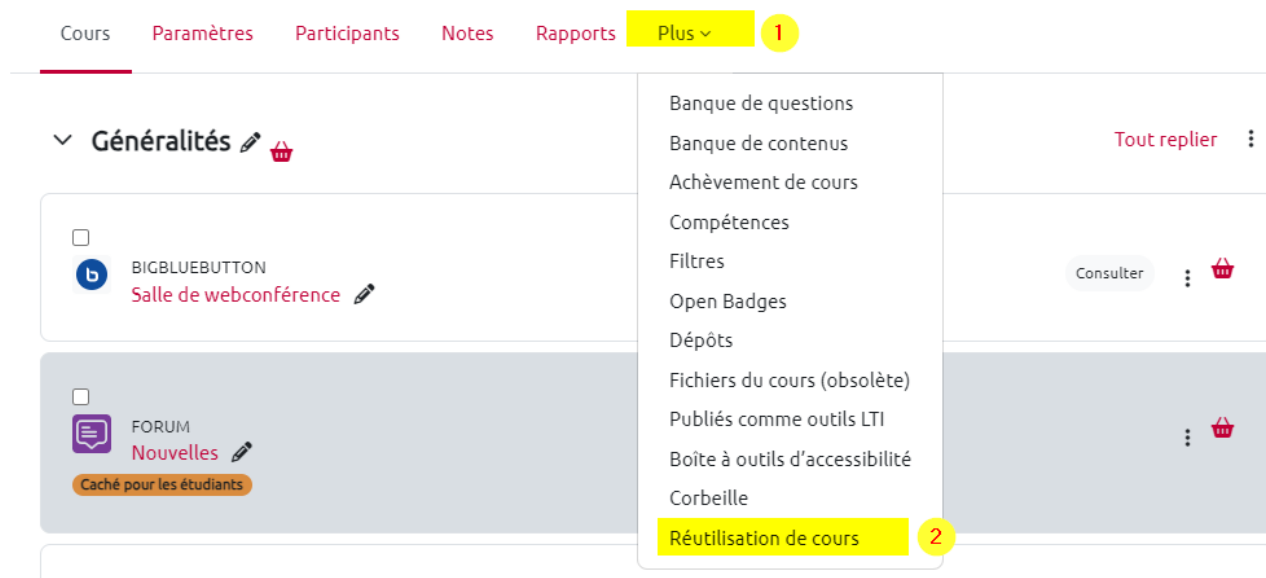 Cours Paramètres Participants Notes Rapports Plus 1
Banque de questions
Généralités
Tout replier
Banque de contenus
Achèvement de cours
Compétences
BIGBLUEBUTTON
Salle de webconférence
Filtres
Consulter
Open Badges
Dépôts
Fichiers du cours (obsolète)
FORUM
Nouvelles
Caché pour les étudiants
Publiés comme outils LTI
Boîte à outils d’accessibilité
Corbeille
Réutilisation de cours 2